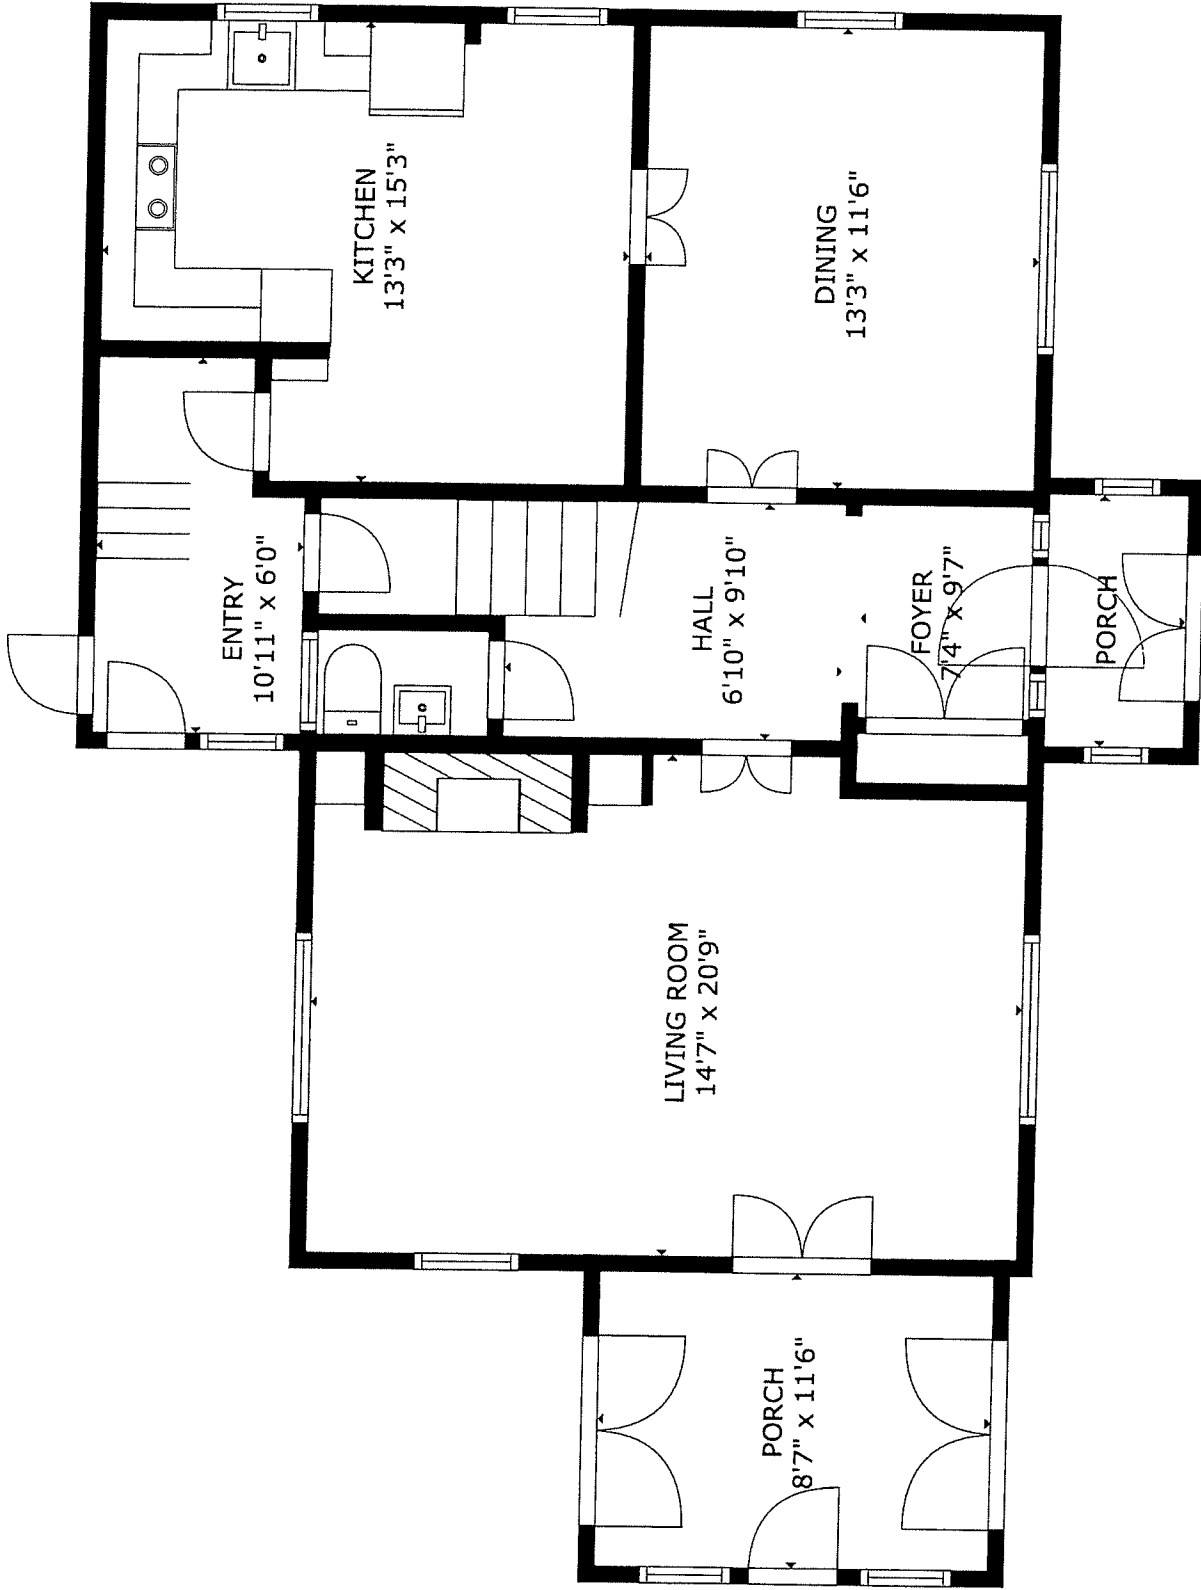 KITCHEN
13'3" x 15'3"
DINING
13'3" x 11'6"
ENTRY
10'11" x 6'0"
HALL
6'10" x 9'10"
FOYER
7'4" x 9'7"
PORCH
LIVING ROOM
14'7" x 20'9"
PORCH
8'7" x 11'6"